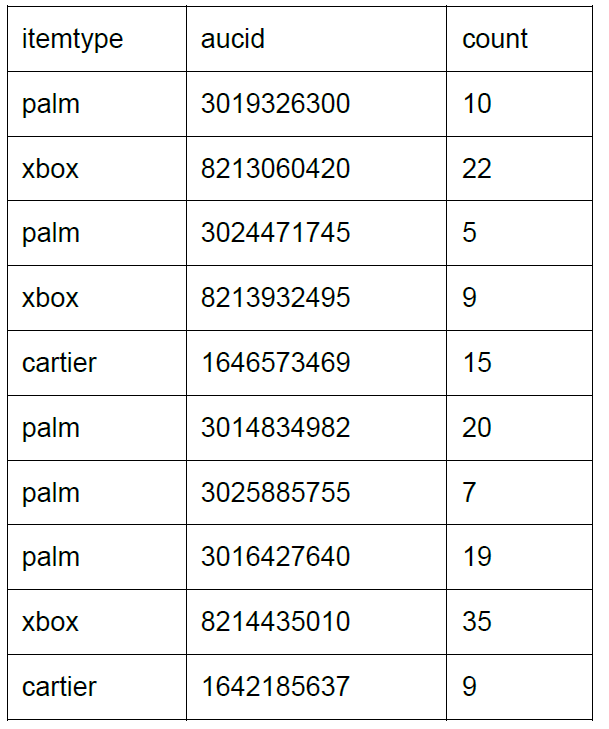 itemtype aucid count
palm 3019326300 10
xbox 8213060420 22
palm 3024471745 5
xbox 8213932495 9
cartier 1646573469 15
palm 3014834982 20
palm 3025885755 7
palm 3016427640 19
xbox 8214435010 35
cartier 1642185637 9